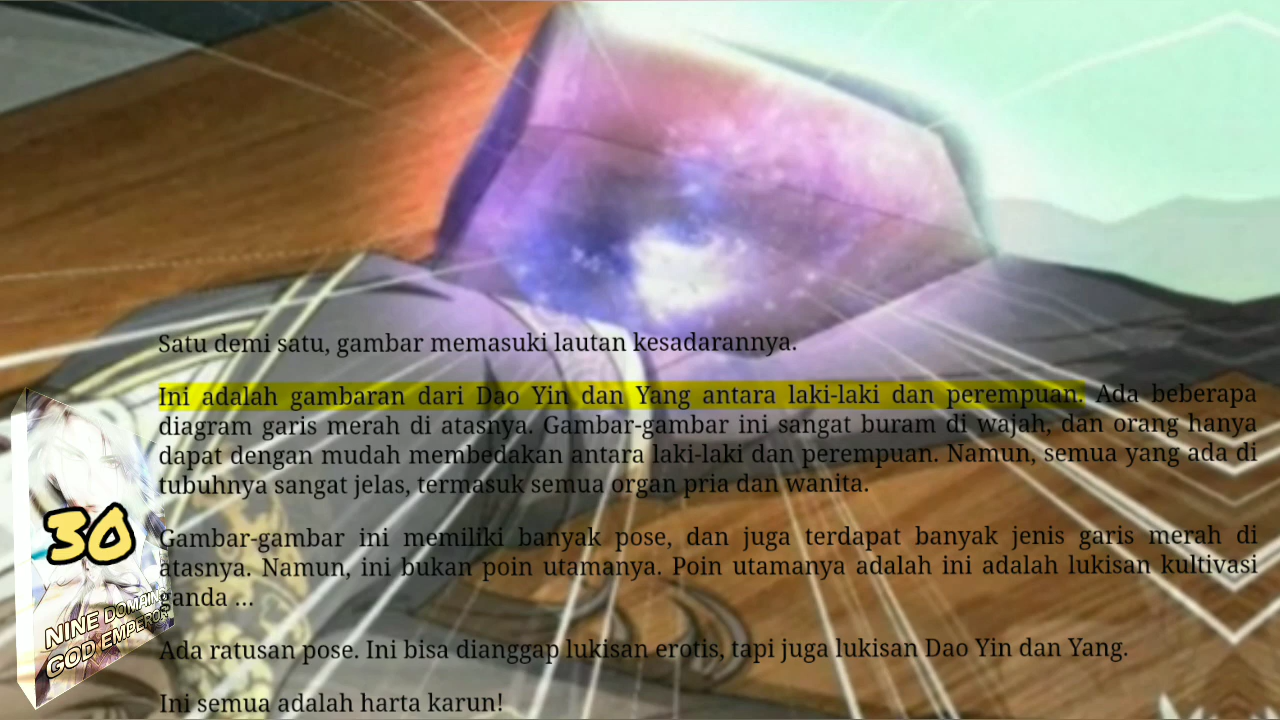 Satu demi satu, gambar memasuki lautan kesadarannya.
Ini adalah gambaran dari Dao Yin dan Yang antara laki-laki dan perempuan. Ada beberapa
diagram garis merah di atasnya. Gambar-gambar ini sangat buram di wajah, dan orang hanya
dapat dengan mudah membedakan antara laki-laki dan perempuan. Namun, semua yang ada di
tubuhnya sangat jelas, termasuk semua organ pria dan wanita.
Gambar-gambar ini memiliki banyak pose, dan juga terdapat banyak jenis garis merah di
atasnya. Namun, ini bukan poin utamanya. Poin utamanya adalah ini adalah lukisan kultivasi
ganda ...
Ada ratusan pose. Ini bisa dianggap lukisan erotis, tapi juga lukisan Dao Yin dan Yang.
Ini semua adalah harta karun!
30
NINE DOMAIN
GOD EMPEROR